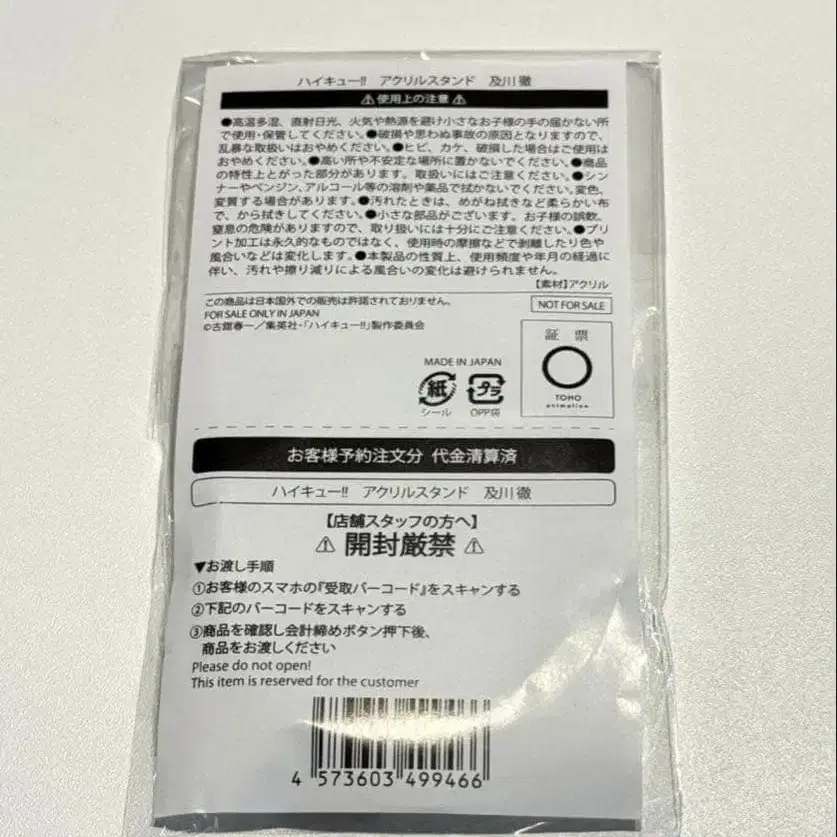 ハイキュー!! アクリルスタンド 及川 徹
⚠使用上の注意⚠
●高温多湿、直射日光、火気や熱源を避け小さなお子様の手の届かない所
で使用・保管してください。●破損や思わぬ事故の原因となりますので、
乱暴な取扱いはおやめください。●ヒビ、カケ、破損した場合はご使用は
おやめください。●高い所や不安定な場所に置かないでください。●商品
の特性上とがった部分があります。取扱いにはご注意ください。●シン
ナーやベンジン、アルコール等の溶剤や薬品で拭かないでください。変色、
変質する場合があります。●汚れたときは、めがね拭きなど柔らかい布
で、から拭きしてください。●小さな部品がございます。お子様の誤飲。
窒息の危険がありますので、取り扱いには十分にご注意ください。●プリ
ント加工は永久的なものではなく、使用時の摩擦などで剥離したり色や
風合いなどは変化します。●本製品の性質上、使用頻度や年月の経過に
伴い、汚れや擦り減りによる風合いの変化は避けられません。
【素材】アクリル
この商品は日本国外での販売は許諾されておりません。
FOR SALE ONLY IN JAPAN
©古舘春一／集英社・「ハイキュー!!」製作委員会
NOT FOR SALE
証 票
TOHO
animation
MADE IN JAPAN
紙
シール
プラ
OPP袋
お客様予約注文分 代金清算済
ハイキュー!! アクリルスタンド 及川 徹
【店舗スタッフの方へ】
⚠ 開封厳禁 ⚠
▼お渡し手順
①お客様のスマホの『受取バーコード』をスキャンする
②下記のバーコードをスキャンする
③商品を確認し会計締めボタン押下後、
商品をお渡しください
Please do not open!
This item is reserved for the customer
4 573603 499466